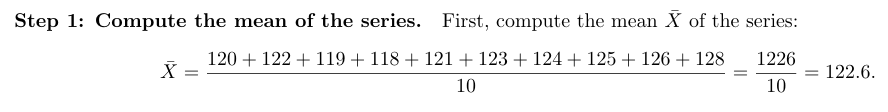 Step 1: Compute the mean of the series. First, compute the mean X̄ of the series:
X̄ = (120 + 122 + 119 + 118 + 121 + 123 + 124 + 125 + 126 + 128) / 10 = 1226 / 10 = 122.6.